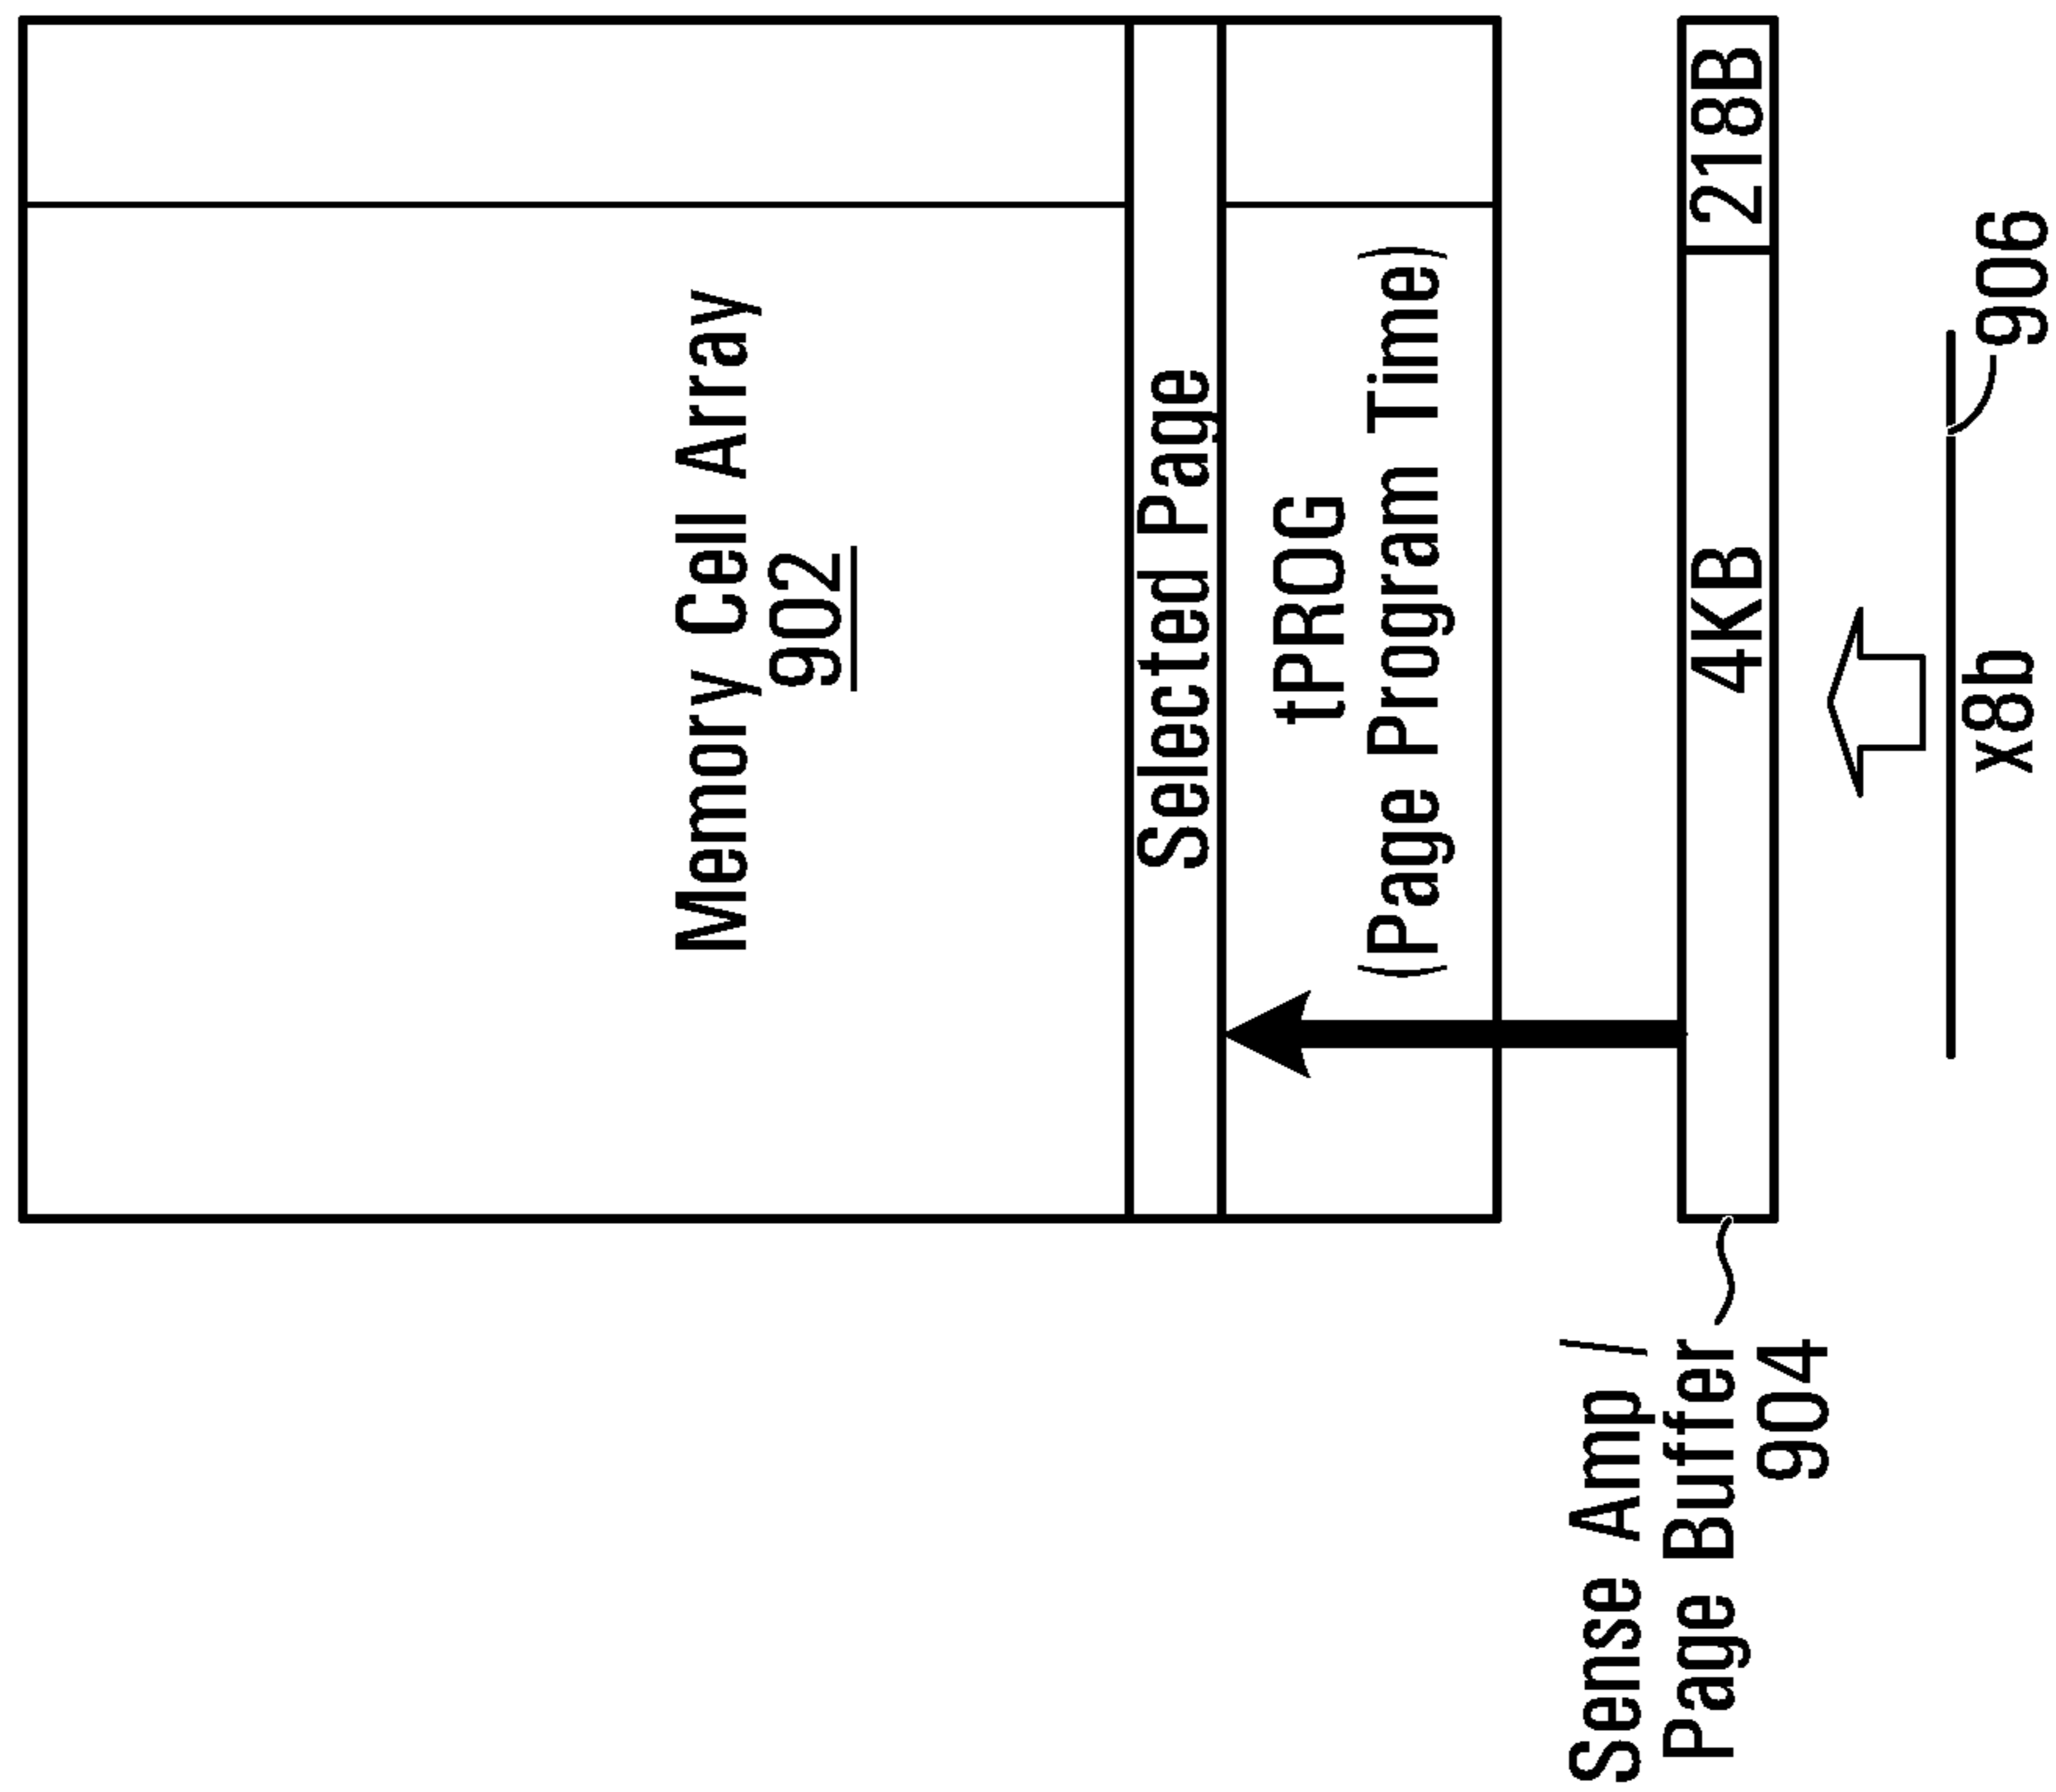 Memory Cell Array
902
Selected Page
tPROG
(Page Program Time)
4KB
218B
Sense Amp /
Page Buffer
904
x8b
906